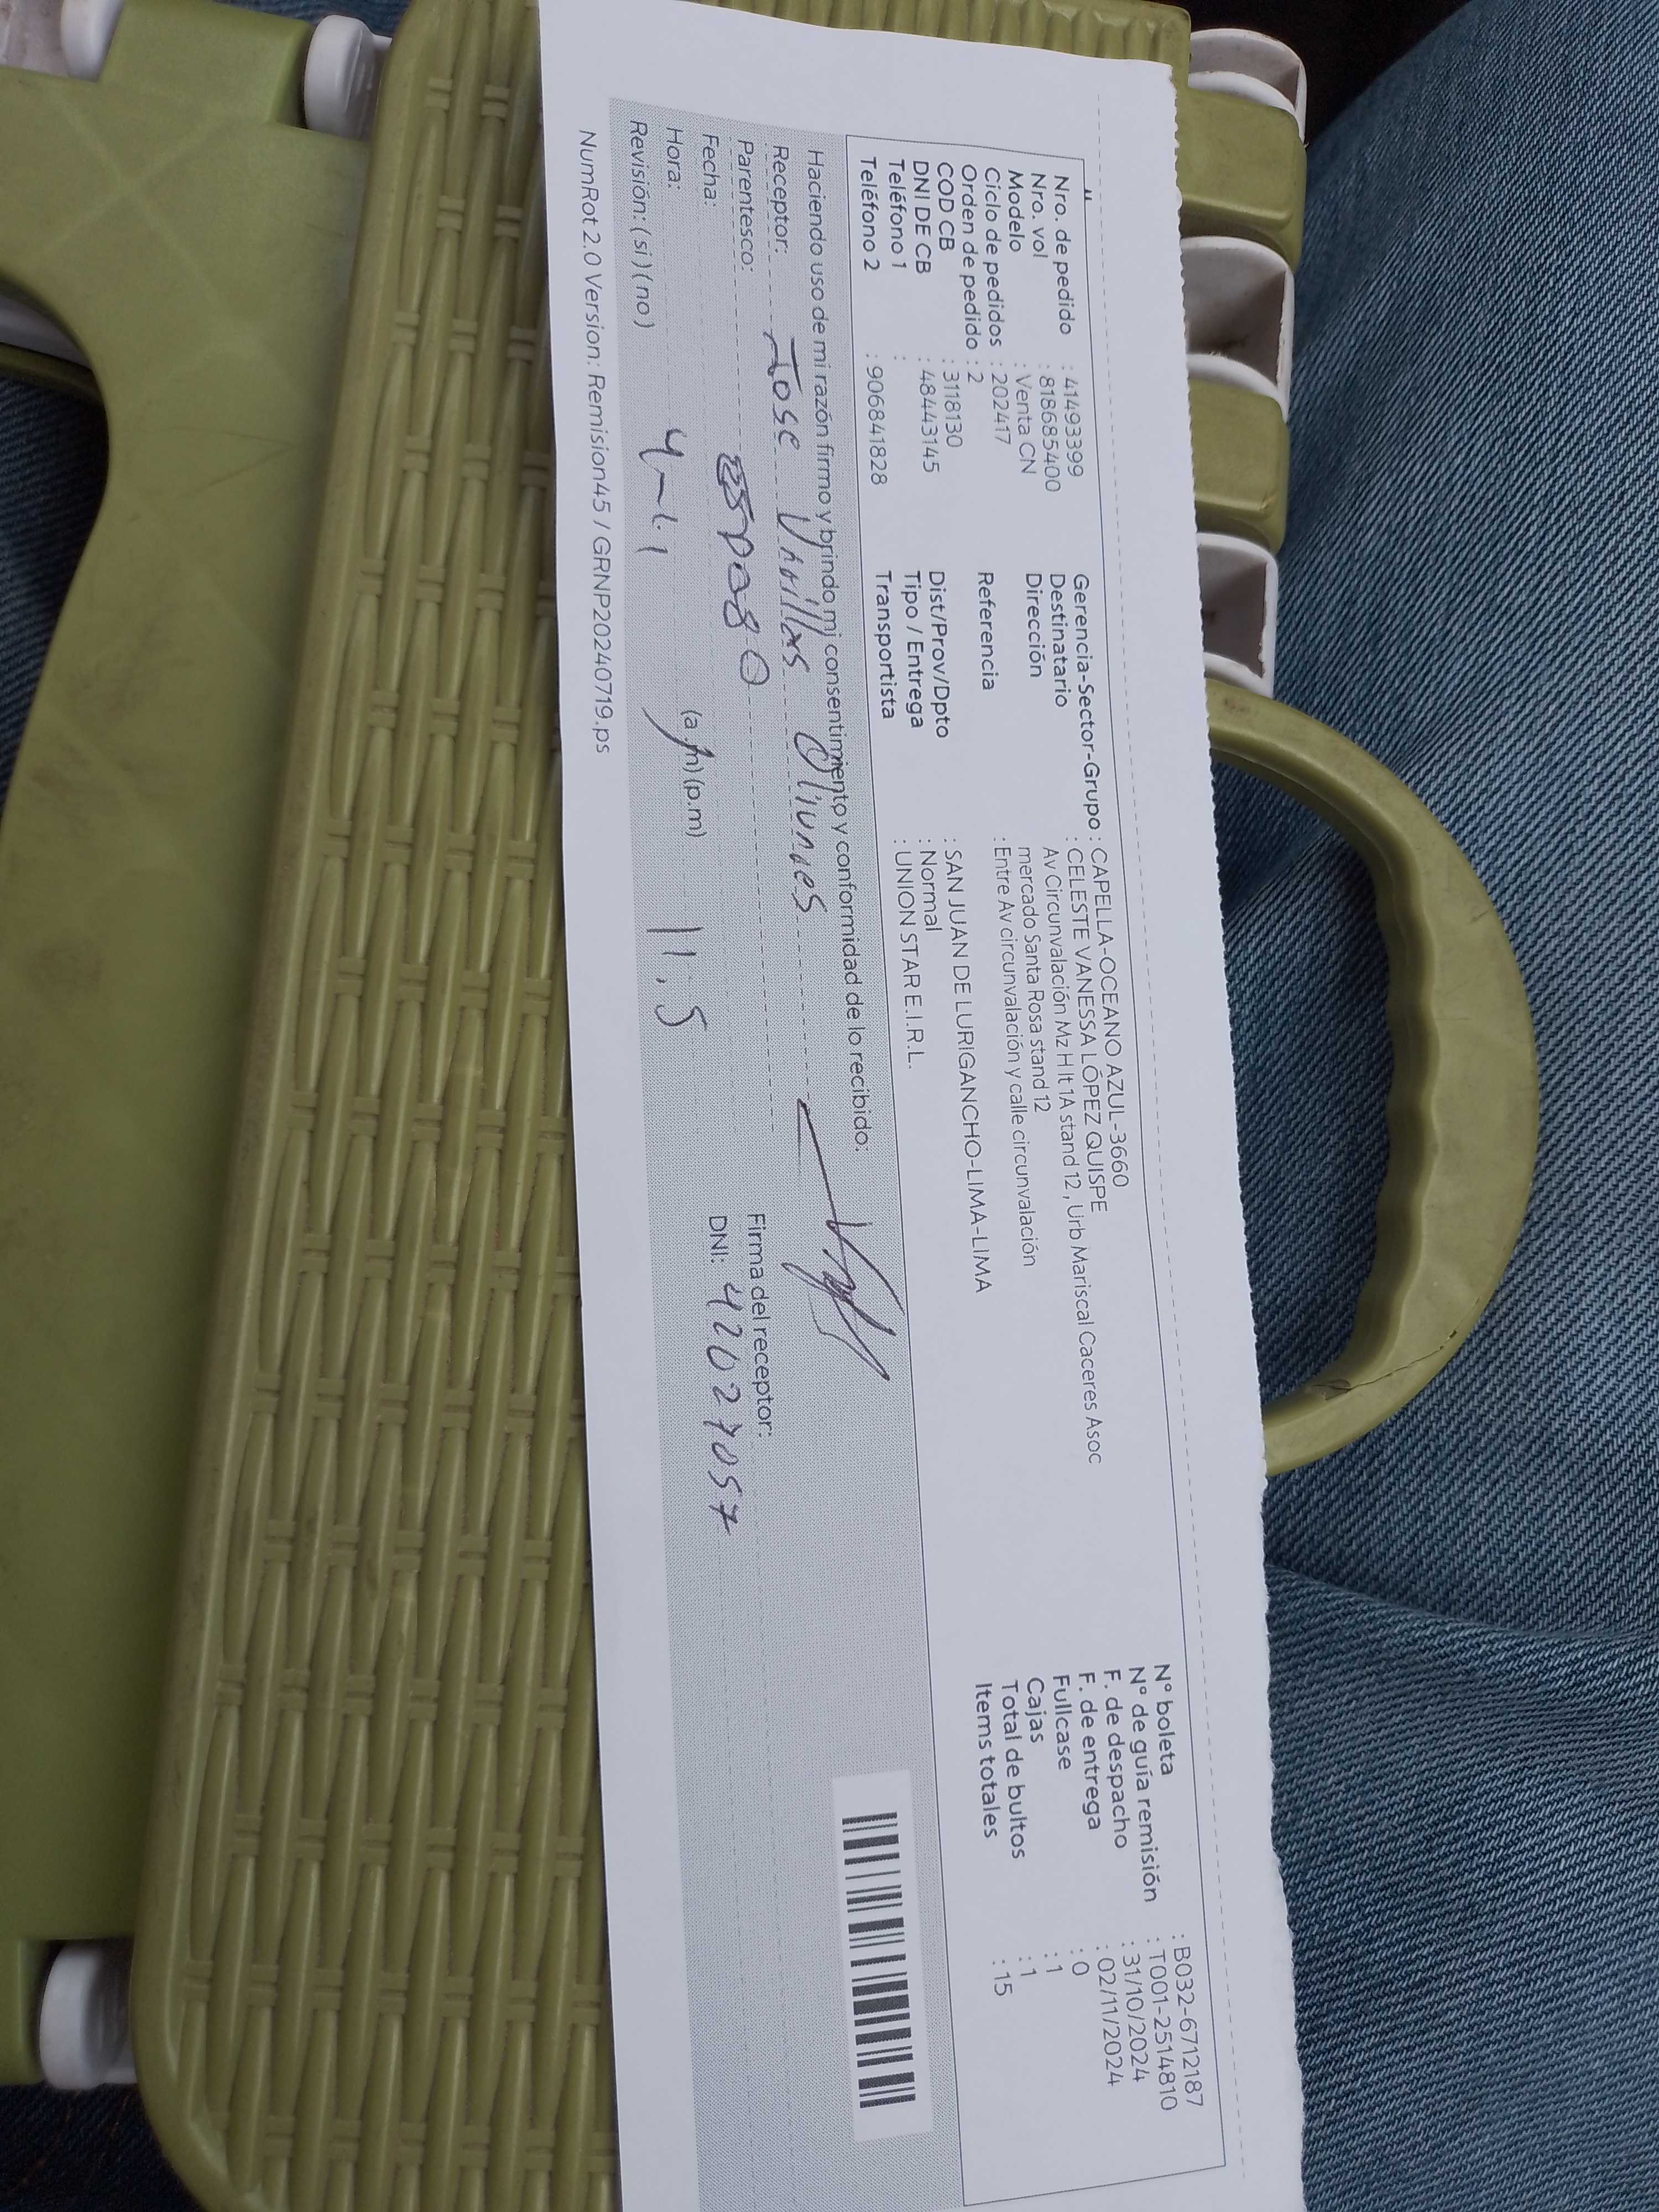 Nro. de pedido : 41493399
Nro. vol : 818685400
Modelo : Venta CN
Ciclo de pedidos : 202417
Orden de pedido : 2
COD CB : 3118130
DNI DE CB : 48443145
Teléfono 1 :
Teléfono 2 : 906841828
Gerencia-Sector-Grupo : CAPELLA-OCEANO AZUL-3660
Destinatario : CELESTE VANESSA LÓPEZ QUISPE
Dirección : Av Circunvalación Mz H lt 1A stand 12, Urb Mariscal Caceres Asoc
mercado Santa Rosa stand 12
Referencia : Entre Av circunvalación y calle circunvalación
Dist/Prov/Dpto : SAN JUAN DE LURIGANCHO-LIMA-LIMA
Tipo / Entrega : Normal
Transportista : UNION STAR E.I.R.L.
N° boleta : B032-6712187
N° de guía remisión : T001-2514810
F. de despacho : 31/10/2024
F. de entrega : 02/11/2024
Fullcase : 0
Cajas : 1
Total de bultos : 1
Items totales : 15
Haciendo uso de mi razón firmo y brindo mi consentimiento y conformidad de lo recibido:
Receptor: Jose
Parentesco: esposo
Fecha:
Hora: (a.m) (p.m) 11:5
Revisión: ( si ) ( no )
Firma del receptor:
DNI: 42027057
NumRot 2.0 Version: Remision45 / GRNP20240719.ps